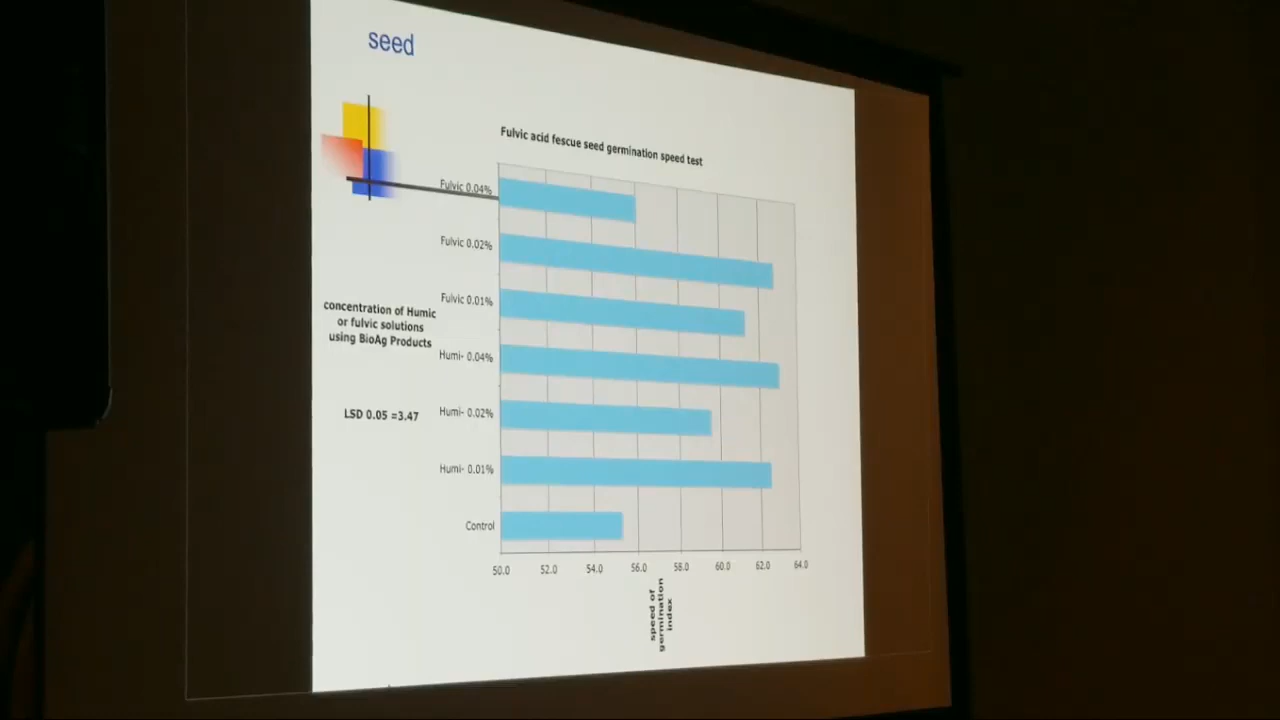 seed
Fulvic acid fescue seed germination speed test
Fulvic 0.04%
Fulvic 0.02%
Fulvic 0.01%
concentration of Humic
or fulvic solutions
using BioAg Products
Humi- 0.04%
LSD 0.05 =3.47
Humi- 0.02%
Humi- 0.01%
Control
50.0 52.0 54.0 56.0 58.0 60.0 62.0 64.0
speed of
germination
index